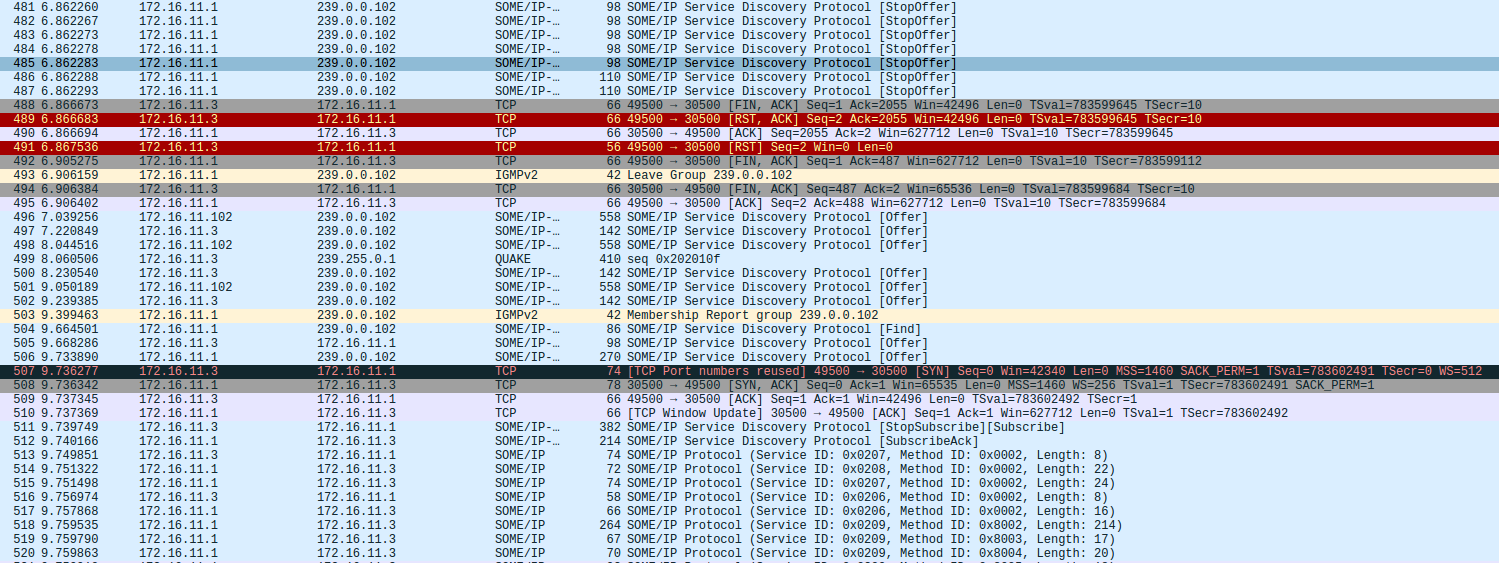 481 6.862260 172.16.11.1 239.0.0.102 SOME/IP-… 98 SOME/IP Service Discovery Protocol [StopOffer]
482 6.862267 172.16.11.1 239.0.0.102 SOME/IP-… 98 SOME/IP Service Discovery Protocol [StopOffer]
483 6.862273 172.16.11.1 239.0.0.102 SOME/IP-… 98 SOME/IP Service Discovery Protocol [StopOffer]
484 6.862278 172.16.11.1 239.0.0.102 SOME/IP-… 98 SOME/IP Service Discovery Protocol [StopOffer]
485 6.862283 172.16.11.1 239.0.0.102 SOME/IP-… 98 SOME/IP Service Discovery Protocol [StopOffer]
486 6.862288 172.16.11.1 239.0.0.102 SOME/IP-… 110 SOME/IP Service Discovery Protocol [StopOffer]
487 6.862293 172.16.11.1 239.0.0.102 SOME/IP-… 110 SOME/IP Service Discovery Protocol [StopOffer]
488 6.866673 172.16.11.3 172.16.11.1 TCP 66 49500 → 30500 [FIN, ACK] Seq=1 Ack=2055 Win=42496 Len=0 TSval=783599645 TSecr=10
489 6.866683 172.16.11.3 172.16.11.1 TCP 66 49500 → 30500 [RST, ACK] Seq=2 Ack=2055 Win=42496 Len=0 TSval=783599645 TSecr=10
490 6.866694 172.16.11.1 172.16.11.3 TCP 66 30500 → 49500 [ACK] Seq=2055 Ack=2 Win=627712 Len=0 TSval=10 TSecr=783599645
491 6.867536 172.16.11.3 172.16.11.1 TCP 56 49500 → 30500 [RST] Seq=2 Win=0 Len=0
492 6.905275 172.16.11.1 172.16.11.3 TCP 66 49500 → 30500 [FIN, ACK] Seq=1 Ack=487 Win=627712 Len=0 TSval=10 TSecr=783599112
493 6.906159 172.16.11.1 239.0.0.102 IGMPv2 42 Leave Group 239.0.0.102
494 6.906384 172.16.11.3 172.16.11.1 TCP 66 30500 → 49500 [FIN, ACK] Seq=487 Ack=2 Win=65536 Len=0 TSval=783599684 TSecr=10
495 6.906402 172.16.11.1 172.16.11.3 TCP 66 49500 → 30500 [ACK] Seq=2 Ack=488 Win=627712 Len=0 TSval=10 TSecr=783599684
496 7.039256 172.16.11.102 239.0.0.102 SOME/IP-… 558 SOME/IP Service Discovery Protocol [Offer]
497 7.220849 172.16.11.3 239.0.0.102 SOME/IP-… 142 SOME/IP Service Discovery Protocol [Offer]
498 8.044516 172.16.11.102 239.0.0.102 SOME/IP-… 558 SOME/IP Service Discovery Protocol [Offer]
499 8.060506 172.16.11.3 239.255.0.1 QUAKE 410 seq 0x202010f
500 8.230540 172.16.11.3 239.0.0.102 SOME/IP-… 142 SOME/IP Service Discovery Protocol [Offer]
501 9.050189 172.16.11.102 239.0.0.102 SOME/IP-… 558 SOME/IP Service Discovery Protocol [Offer]
502 9.239385 172.16.11.3 239.0.0.102 SOME/IP-… 142 SOME/IP Service Discovery Protocol [Offer]
503 9.399463 172.16.11.1 239.0.0.102 IGMPv2 42 Membership Report group 239.0.0.102
504 9.664501 172.16.11.1 239.0.0.102 SOME/IP-… 86 SOME/IP Service Discovery Protocol [Find]
505 9.668286 172.16.11.3 172.16.11.1 SOME/IP-… 98 SOME/IP Service Discovery Protocol [Offer]
506 9.733890 172.16.11.1 239.0.0.102 SOME/IP-… 270 SOME/IP Service Discovery Protocol [Offer]
507 9.736277 172.16.11.3 172.16.11.1 TCP 74 [TCP Port numbers reused] 49500 → 30500 [SYN] Seq=0 Win=42340 Len=0 MSS=1460 SACK_PERM=1 TSval=783602491 TSecr=0 WS=512
508 9.736342 172.16.11.1 172.16.11.3 TCP 78 30500 → 49500 [SYN, ACK] Seq=0 Ack=1 Win=65535 Len=0 MSS=1460 WS=256 TSval=1 TSecr=783602491 SACK_PERM=1
509 9.737345 172.16.11.3 172.16.11.1 TCP 66 49500 → 30500 [ACK] Seq=1 Ack=1 Win=42496 Len=0 TSval=783602492 TSecr=1
510 9.737369 172.16.11.1 172.16.11.3 TCP 66 [TCP Window Update] 30500 → 49500 [ACK] Seq=1 Ack=1 Win=627712 Len=0 TSval=1 TSecr=783602492
511 9.739749 172.16.11.3 172.16.11.1 SOME/IP-… 382 SOME/IP Service Discovery Protocol [StopSubscribe][Subscribe]
512 9.740166 172.16.11.1 172.16.11.3 SOME/IP-… 214 SOME/IP Service Discovery Protocol [SubscribeAck]
513 9.749851 172.16.11.3 172.16.11.1 SOME/IP 74 SOME/IP Protocol (Service ID: 0x0207, Method ID: 0x0002, Length: 8)
514 9.751322 172.16.11.1 172.16.11.3 SOME/IP 72 SOME/IP Protocol (Service ID: 0x0208, Method ID: 0x0002, Length: 22)
515 9.751498 172.16.11.1 172.16.11.3 SOME/IP 74 SOME/IP Protocol (Service ID: 0x0207, Method ID: 0x0002, Length: 24)
516 9.756974 172.16.11.3 172.16.11.1 SOME/IP 58 SOME/IP Protocol (Service ID: 0x0206, Method ID: 0x0002, Length: 8)
517 9.757868 172.16.11.1 172.16.11.3 SOME/IP 66 SOME/IP Protocol (Service ID: 0x0206, Method ID: 0x0002, Length: 16)
518 9.759535 172.16.11.1 172.16.11.3 SOME/IP 264 SOME/IP Protocol (Service ID: 0x0209, Method ID: 0x8002, Length: 214)
519 9.759790 172.16.11.1 172.16.11.3 SOME/IP 67 SOME/IP Protocol (Service ID: 0x0209, Method ID: 0x8003, Length: 17)
520 9.759863 172.16.11.1 172.16.11.3 SOME/IP 70 SOME/IP Protocol (Service ID: 0x0209, Method ID: 0x8004, Length: 20)